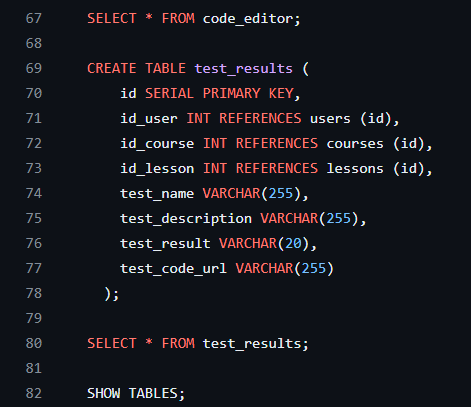 67 SELECT * FROM code_editor;
68
69 CREATE TABLE test_results (
70 id SERIAL PRIMARY KEY,
71 id_user INT REFERENCES users (id),
72 id_course INT REFERENCES courses (id),
73 id_lesson INT REFERENCES lessons (id),
74 test_name VARCHAR(255),
75 test_description VARCHAR(255),
76 test_result VARCHAR(20),
77 test_code_url VARCHAR(255)
78 );
79
80 SELECT * FROM test_results;
81
82 SHOW TABLES;